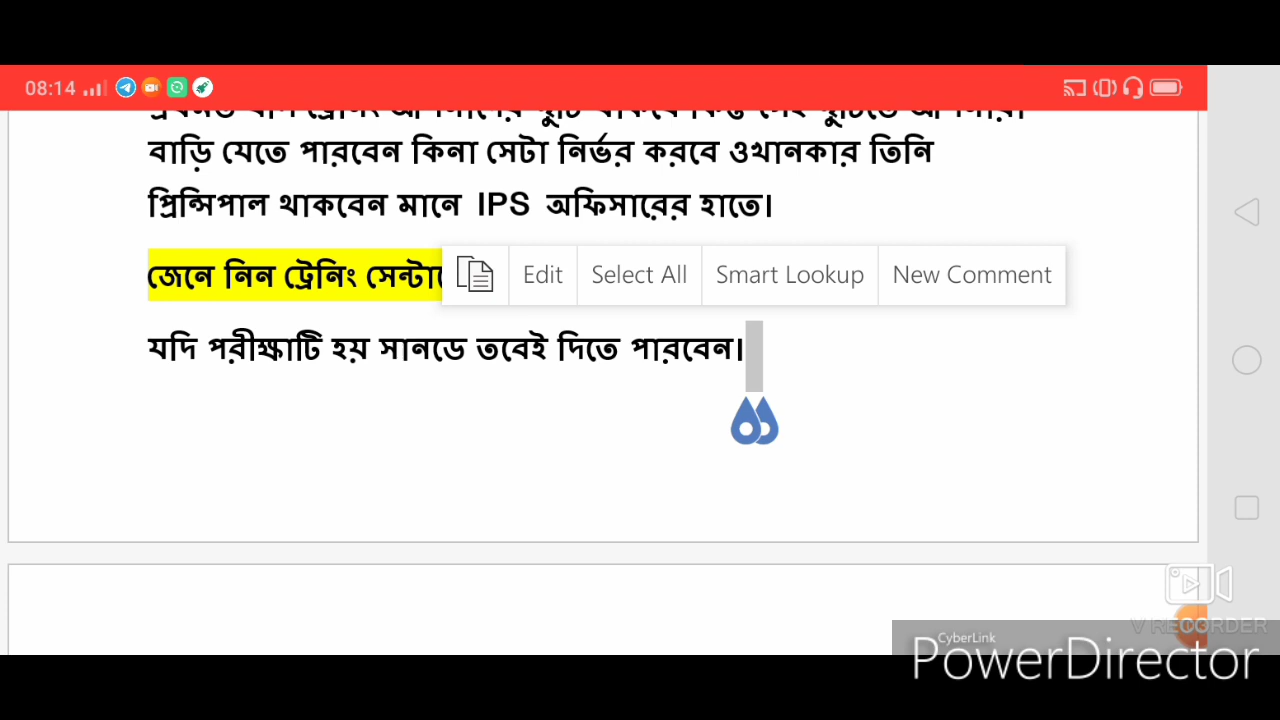 08:14
বাড়ি যেতে পারবেন কিনা সেটা নির্ভর করবে ওখানকার তিনি
প্রিন্সিপাল থাকবেন মানে IPS অফিসারের হাতে।
জেনে নিন ট্রেনিং
Edit Select All Smart Lookup New Comment
যদি পরীক্ষাটি হয় সানডে তবেই দিতে পারবেন।
V RECORDER
CyberLink
PowerDirector